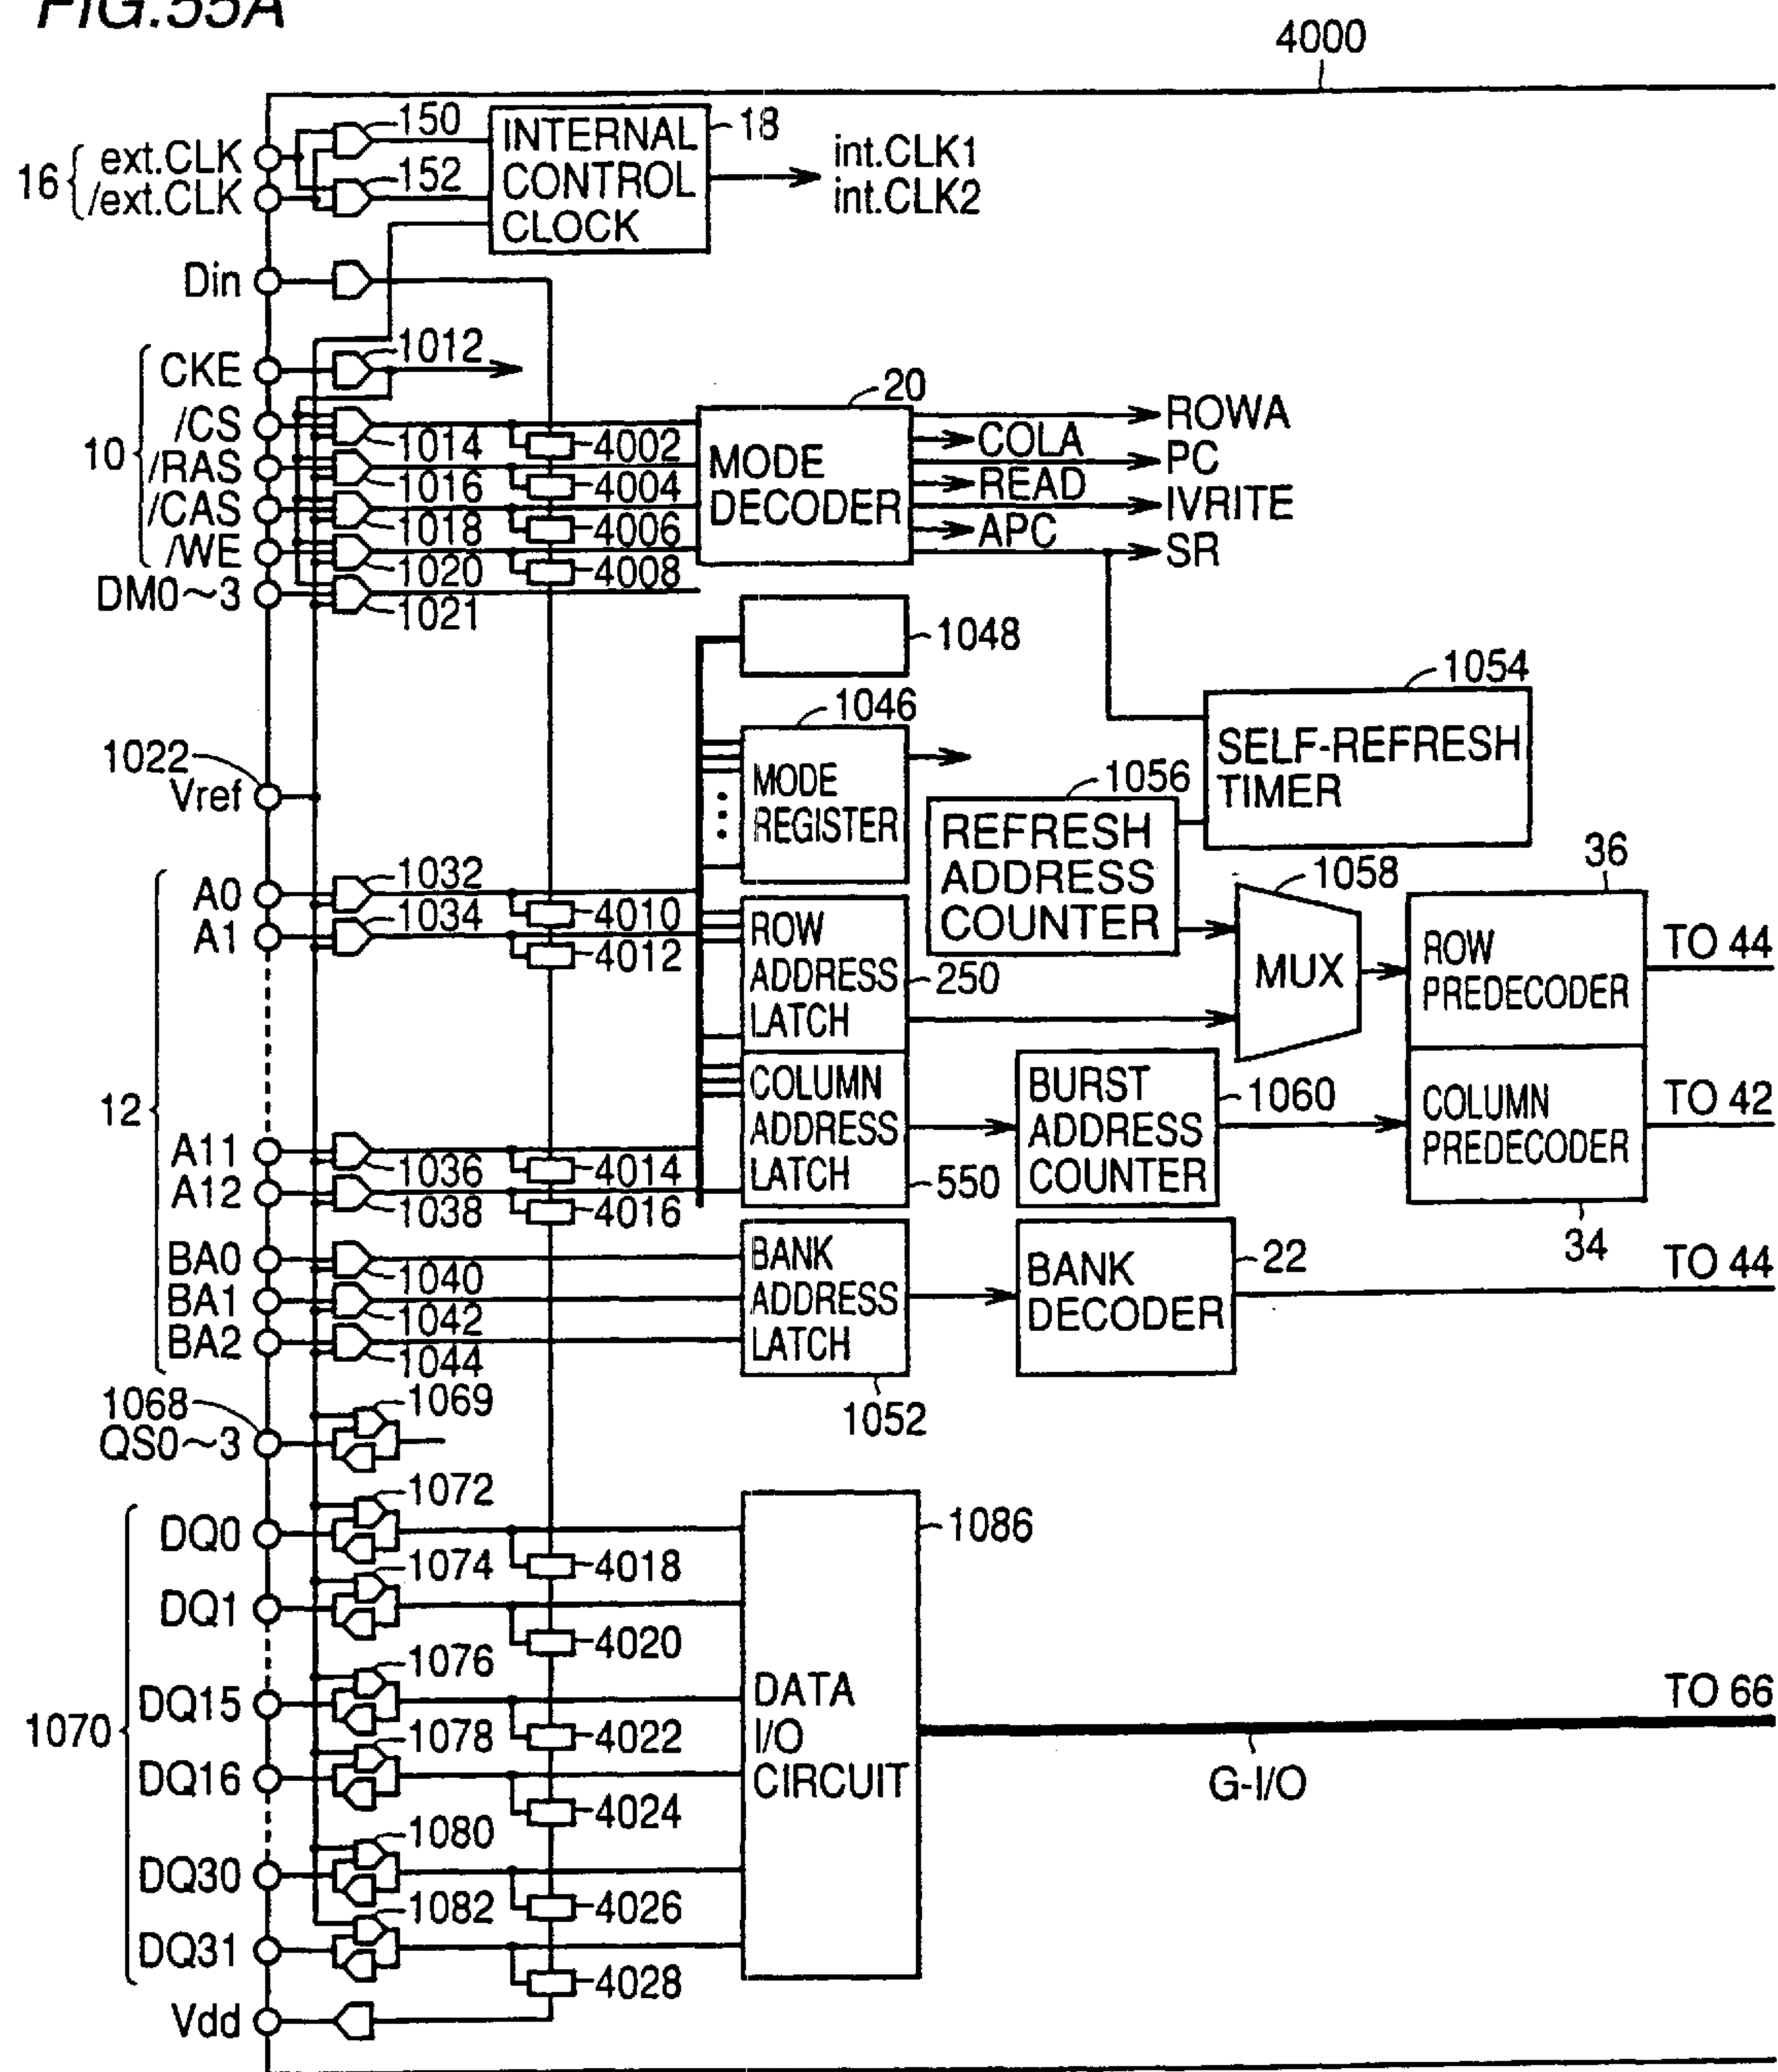 FIG.55A
4000
16
ext.CLK
/ext.CLK
150
152
INTERNAL
CONTROL
CLOCK
18
int.CLK1
int.CLK2
Din
10
CKE
1012
/CS
1014
4002
/RAS
1016
4004
/CAS
1018
4006
/WE
1020
4008
DM0~3
1021
20
MODE
DECODER
ROWA
COLA
PC
READ
IVRITE
APC
SR
1048
1046
MODE
REGISTER
1054
SELF-REFRESH
TIMER
1022
Vref
1056
REFRESH
ADDRESS
COUNTER
12
A0
1032
4010
A1
1034
4012
ROW
ADDRESS
LATCH
250
1058
MUX
36
ROW
PREDECODER
TO 44
A11
1036
4014
A12
1038
4016
COLUMN
ADDRESS
LATCH
550
BURST
ADDRESS
COUNTER
1060
COLUMN
PREDECODER
34
TO 42
BA0
1040
BA1
1042
BA2
1044
BANK
ADDRESS
LATCH
1052
BANK
DECODER
22
TO 44
1068
QS0~3
1069
1070
DQ0
1072
4018
DQ1
1074
4020
DQ15
1076
4022
DQ16
1078
4024
DQ30
1080
4026
DQ31
1082
4028
DATA
I/O
CIRCUIT
1086
TO 66
G-I/O
Vdd